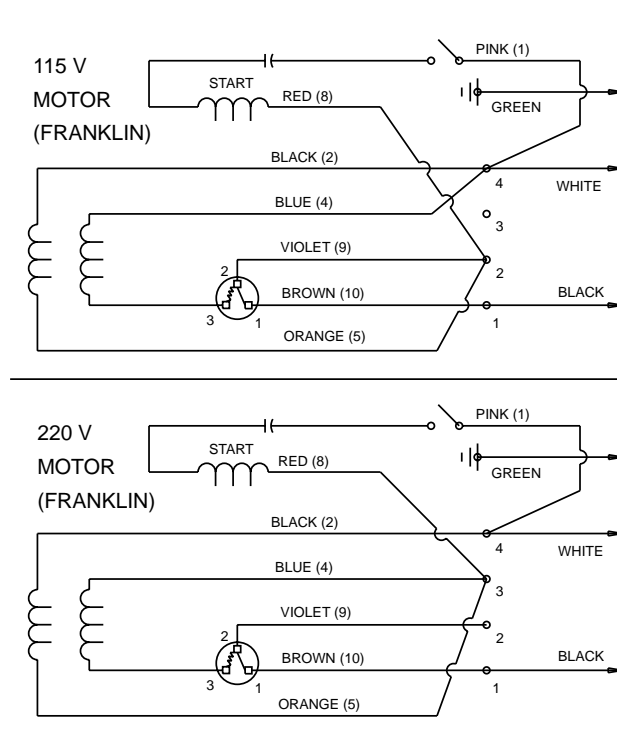 115 V
MOTOR
(FRANKLIN)
START
RED (8)
PINK (1)
GREEN
BLACK (2)
4
WHITE
BLUE (4)
3
VIOLET (9)
2
2
BROWN (10)
BLACK
3
1
1
ORANGE (5)
220 V
MOTOR
(FRANKLIN)
START
RED (8)
PINK (1)
GREEN
BLACK (2)
4
WHITE
BLUE (4)
3
VIOLET (9)
2
2
BROWN (10)
BLACK
3
1
1
ORANGE (5)